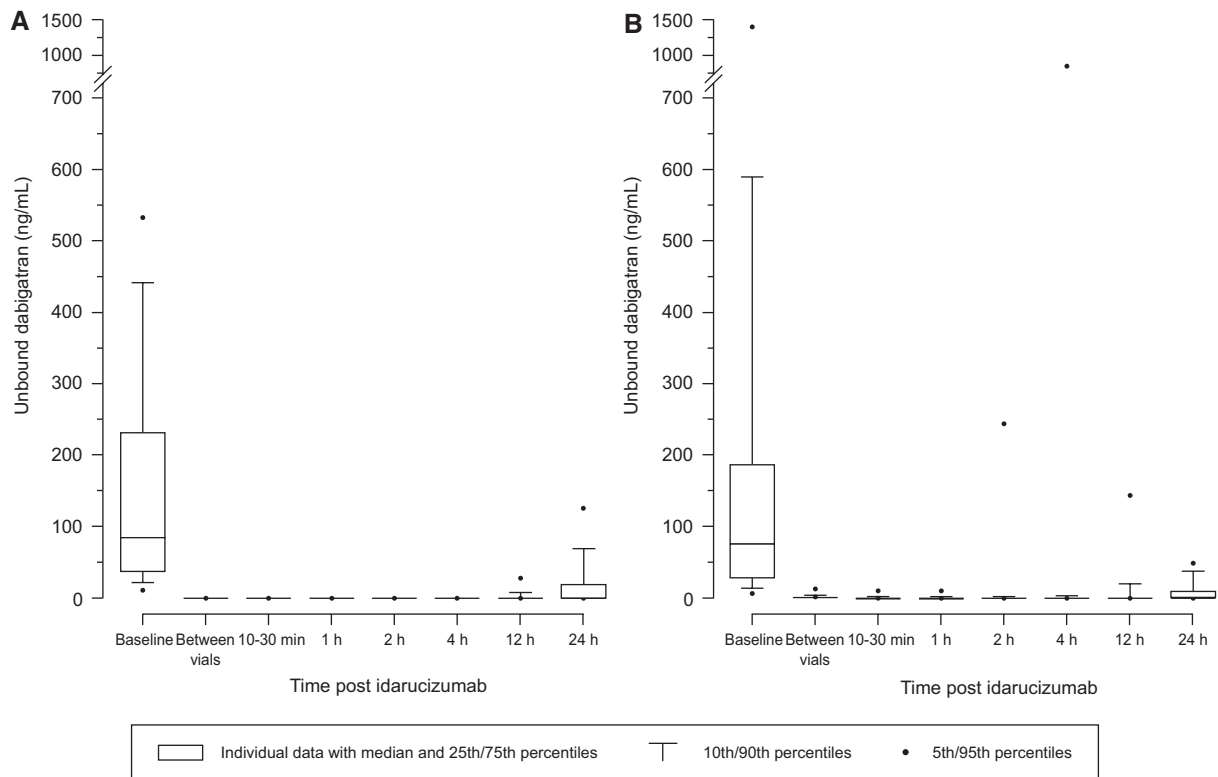 A
1500
1000
700
600
500
400
300
200
100
0
Unbound dabigatran (ng/mL)
Baseline Between 10-30 min 1 h 2 h 4 h 12 h 24 h
vials
Time post idarucizumab
B
1500
1000
700
600
500
400
300
200
100
0
Unbound dabigatran (ng/mL)
Baseline Between 10-30 min 1 h 2 h 4 h 12 h 24 h
vials
Time post idarucizumab
Individual data with median and 25th/75th percentiles 10th/90th percentiles 5th/95th percentiles